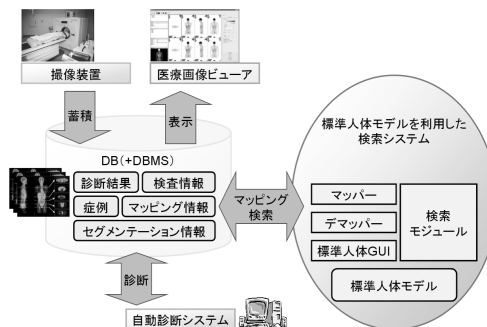 撮像装置
医療画像ビューア
蓄積
表示
DB(+DBMS)
診断結果
検査情報
症例
マッピング情報
セグメンテーション情報
マッピング
検索
標準人体モデルを利用した
検索システム
マッパー
デマッパー
標準人体GUI
検索
モジュール
標準人体モデル
診断
自動診断システム